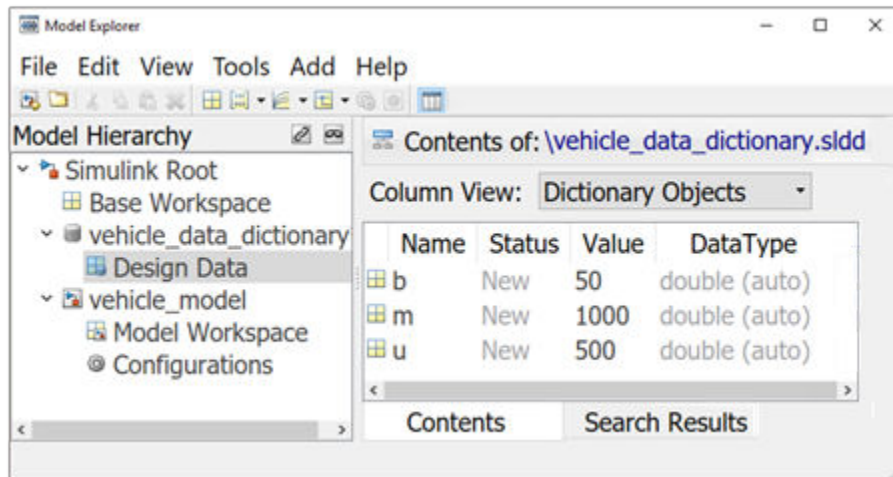 Model Explorer
File Edit View Tools Add Help
Model Hierarchy
Simulink Root
Base Workspace
vehicle_data_dictionary
Design Data
vehicle_model
Model Workspace
Configurations
Contents of: \vehicle_data_dictionary.sldd
Column View: Dictionary Objects
Name Status Value DataType
b New 50 double (auto)
m New 1000 double (auto)
u New 500 double (auto)
Contents Search Results